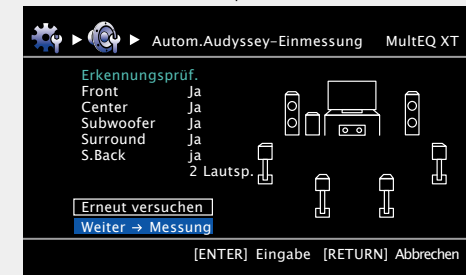 Autom.Audyssey-Einmessung MultEQ XT
Erkennungsprüf.
Front Ja
Center Ja
Subwoofer Ja
Surround Ja
S.Back ja
2 Lautsp.
Erneut versuchen
Weiter → Messung
[ENTER] Eingabe [RETURN] Abbrechen